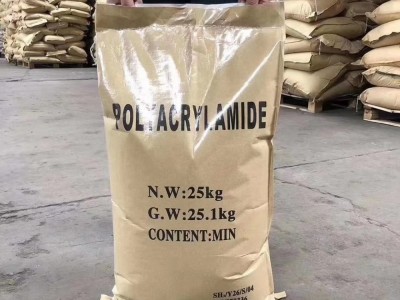 POLYACRYLAMIDE
N.W:25kg
G.W:25.1kg
CONTENT:MIN